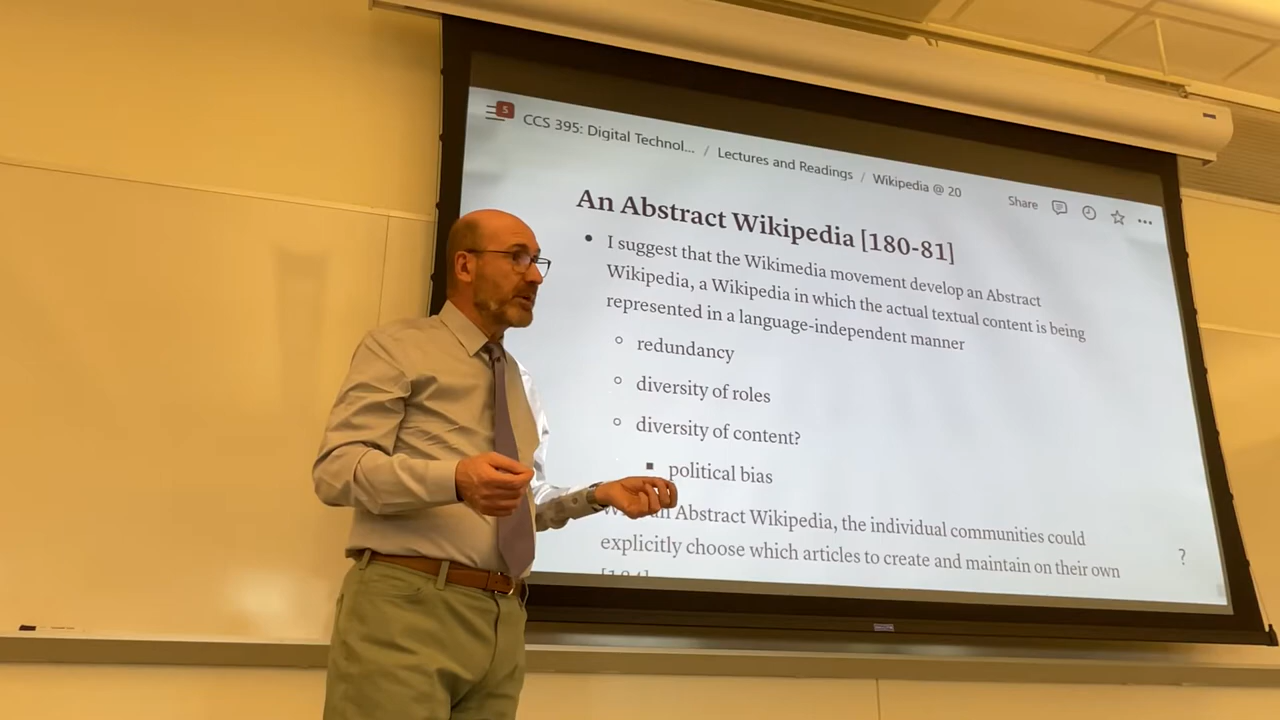 5
CCS 395: Digital Technol... / Lectures and Readings / Wikipedia @ 20
Share
An Abstract Wikipedia [180-81]
• I suggest that the Wikimedia movement develop an Abstract
Wikipedia, a Wikipedia in which the actual textual content is being
represented in a language-independent manner
redundancy
diversity of roles
diversity of content?
political bias
an Abstract Wikipedia, the individual communities could
explicitly choose which articles to create and maintain on their own
?